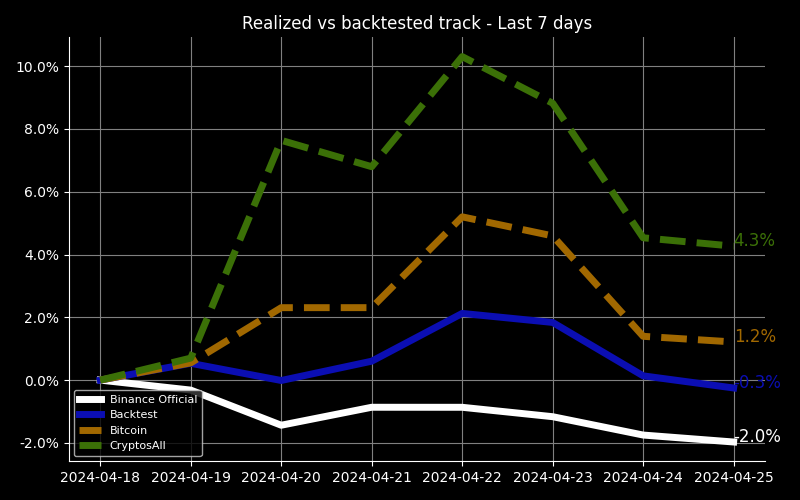 Realized vs backtested track - Last 7 days
10.0%
8.0%
6.0%
4.0%
2.0%
0.0%
-2.0%
4.3%
1.2%
-0.3%
-2.0%
Binance Official
Backtest
Bitcoin
CryptosAll
2024-04-18 2024-04-19 2024-04-20 2024-04-21 2024-04-22 2024-04-23 2024-04-24 2024-04-25